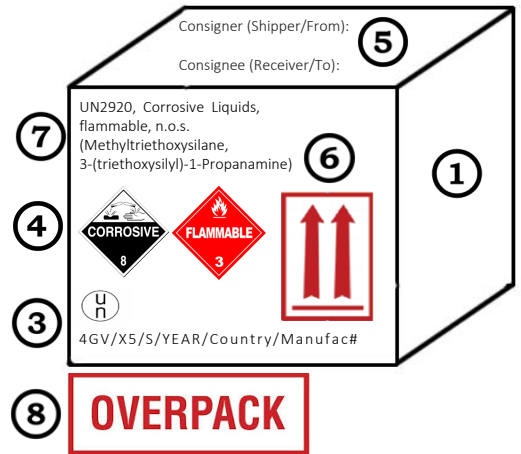 Consigner (Shipper/From):
5
Consignee (Receiver/To):
7
UN2920, Corrosive Liquids,
flammable, n.o.s.
(Methyltriethoxysilane,
3-(triethoxysilyl)-1-Propanamine)
6
1
4
CORROSIVE
8
FLAMMABLE
3
u
n
3
4GV/X5/S/YEAR/Country/Manufac#
8
OVERPACK